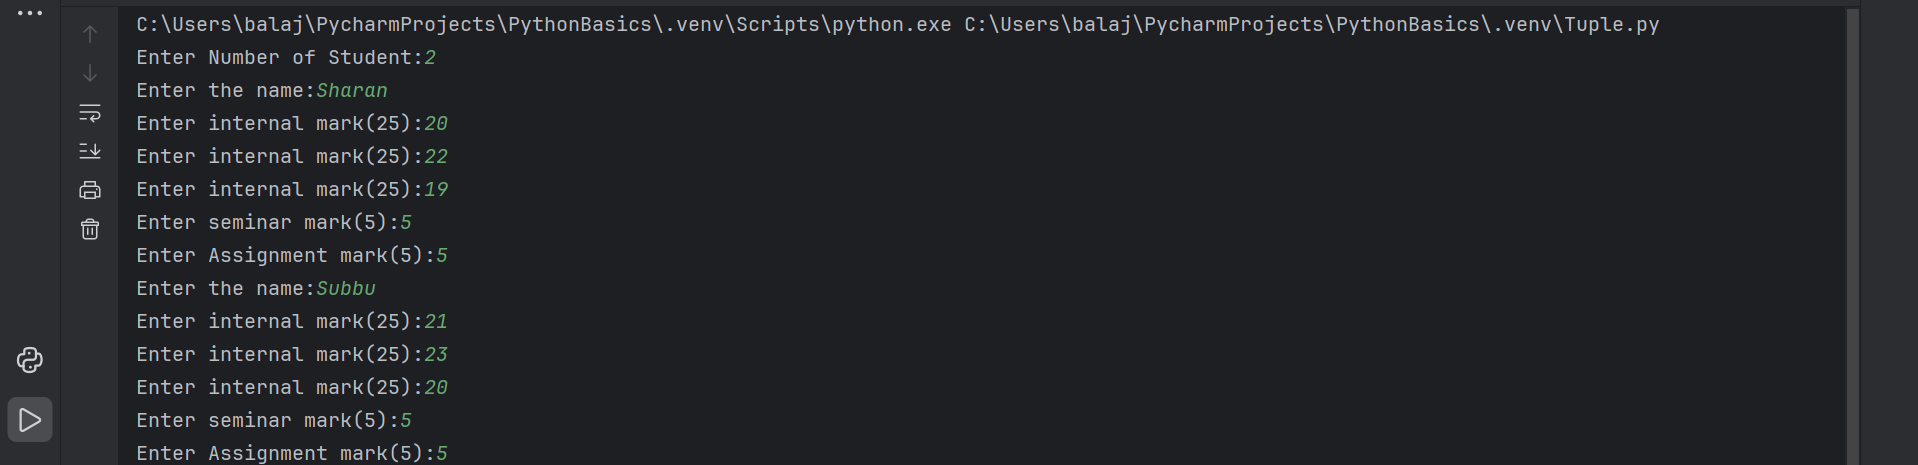 C:\Users\balaj\PycharmProjects\PythonBasics\.venv\Scripts\python.exe C:\Users\balaj\PycharmProjects\PythonBasics\.venv\Tuple.py
Enter Number of Student:2
Enter the name:Sharan
Enter internal mark(25):20
Enter internal mark(25):22
Enter internal mark(25):19
Enter seminar mark(5):5
Enter Assignment mark(5):5
Enter the name:Subbu
Enter internal mark(25):21
Enter internal mark(25):23
Enter internal mark(25):20
Enter seminar mark(5):5
Enter Assignment mark(5):5